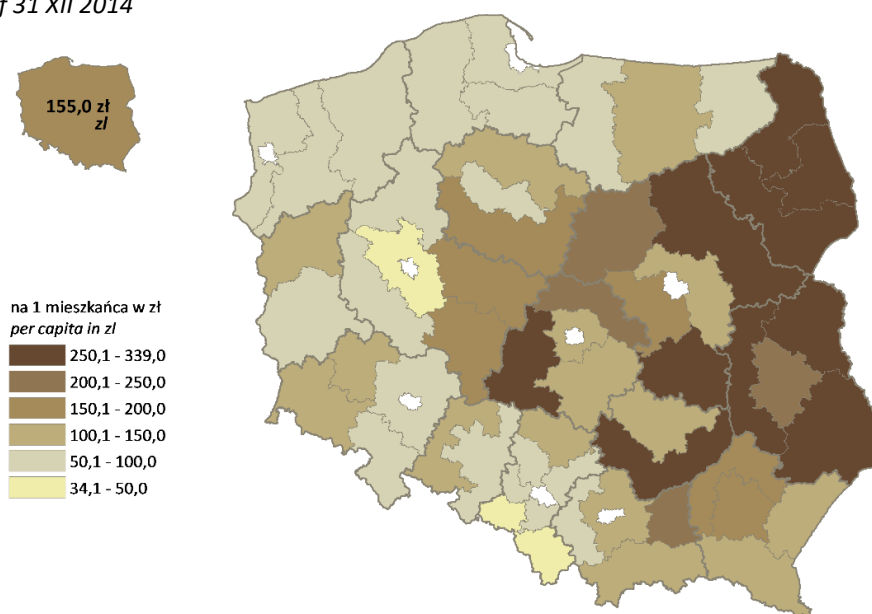 f 31 XII 2014
155,0 zł
zl
na 1 mieszkańca w zł
per capita in zl
250,1 - 339,0
200,1 - 250,0
150,1 - 200,0
100,1 - 150,0
50,1 - 100,0
34,1 - 50,0